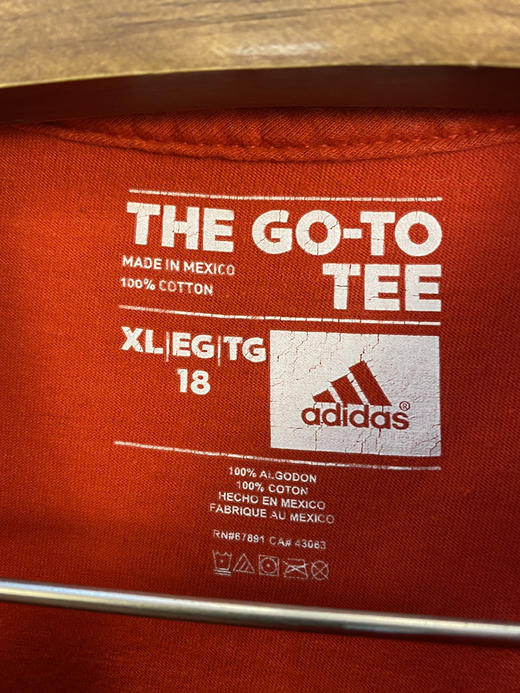 THE GO-TO
TEE
MADE IN MEXICO
100% COTTON
XL|EG|TG
18
adidas®
100% ALGODON
100% COTON
HECHO EN MEXICO
FABRIQUE AU MEXICO
RN#67891 CA# 43063